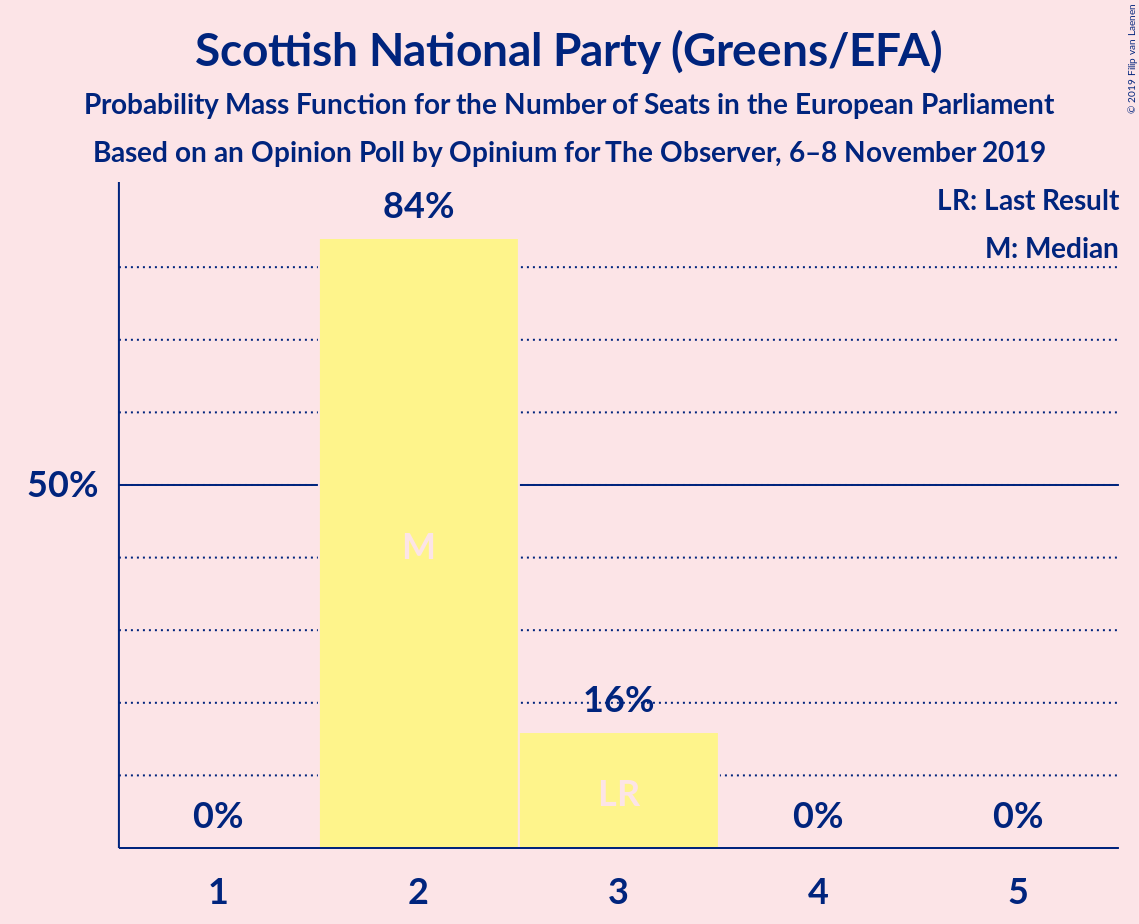 Scottish National Party (Greens/EFA)
Probability Mass Function for the Number of Seats in the European Parliament
Based on an Opinion Poll by Opinium for The Observer, 6–8 November 2019
© 2019 Filip van Laenen
LR: Last Result
M: Median
84%
50%
M
16%
LR
0%
0%
0%
1
2
3
4
5